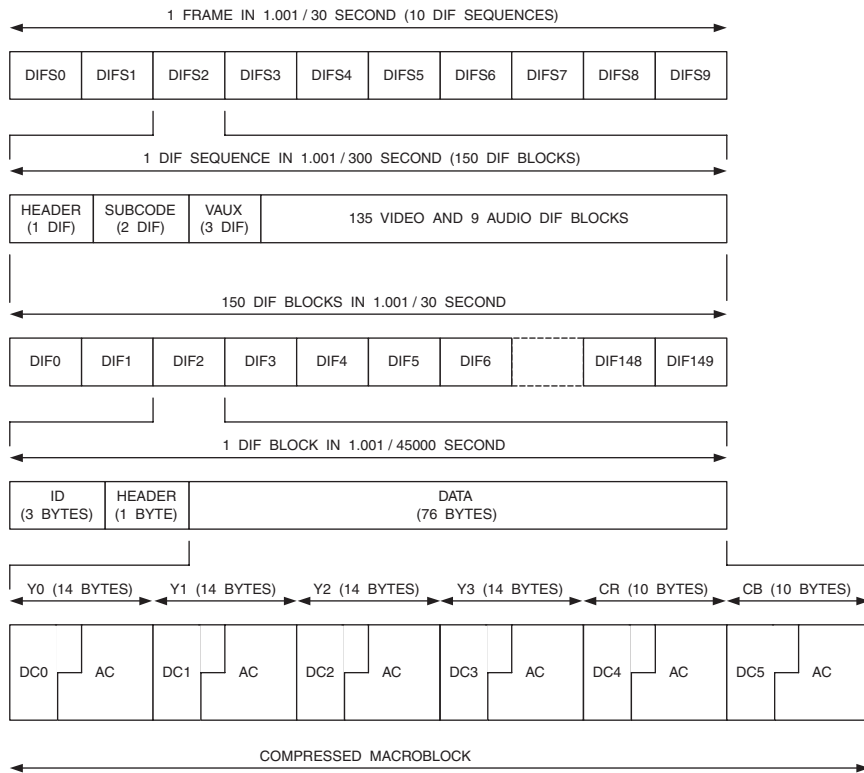 1 FRAME IN 1.001 / 30 SECOND (10 DIF SEQUENCES)
DIFS0 DIFS1 DIFS2 DIFS3 DIFS4 DIFS5 DIFS6 DIFS7 DIFS8 DIFS9
1 DIF SEQUENCE IN 1.001 / 300 SECOND (150 DIF BLOCKS)
HEADER (1 DIF)
SUBCODE (2 DIF)
VAUX (3 DIF)
135 VIDEO AND 9 AUDIO DIF BLOCKS
150 DIF BLOCKS IN 1.001 / 30 SECOND
DIF0 DIF1 DIF2 DIF3 DIF4 DIF5 DIF6 DIF148 DIF149
1 DIF BLOCK IN 1.001 / 45000 SECOND
ID (3 BYTES)
HEADER (1 BYTE)
DATA (76 BYTES)
Y0 (14 BYTES) Y1 (14 BYTES) Y2 (14 BYTES) Y3 (14 BYTES) CR (10 BYTES) CB (10 BYTES)
DC0 AC DC1 AC DC2 AC DC3 AC DC4 AC DC5 AC
COMPRESSED MACROBLOCK